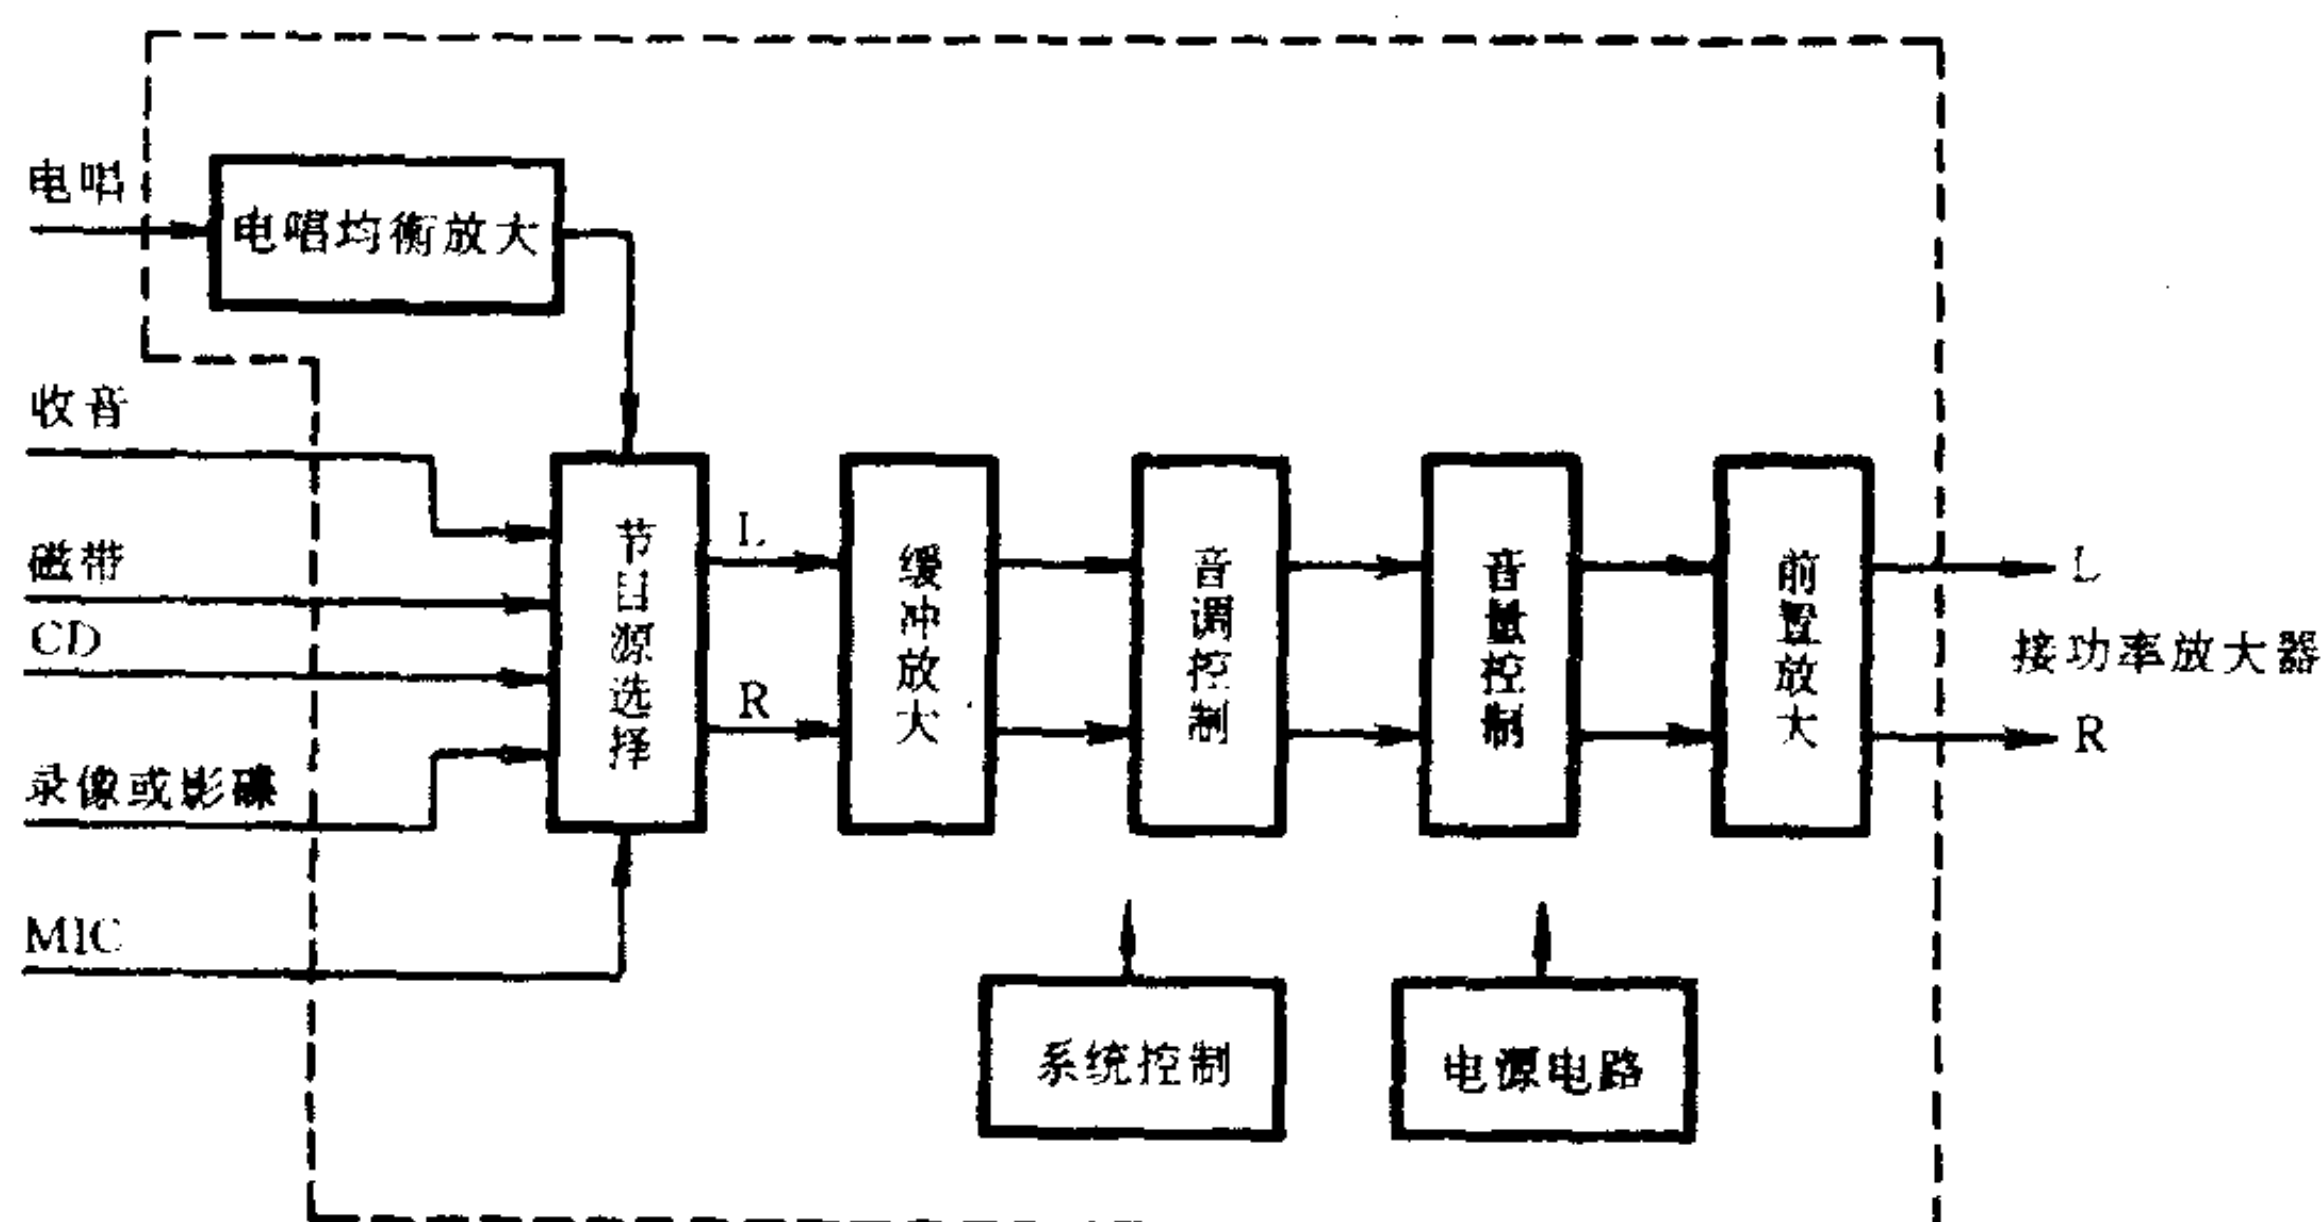 电唱
电唱均衡放大
收音
磁带
CD
录像或影碟
MIC
节目源选择
L
R
缓冲放大
音调控制
音量控制
前置放大
L
接功率放大器
R
系统控制
电源电路